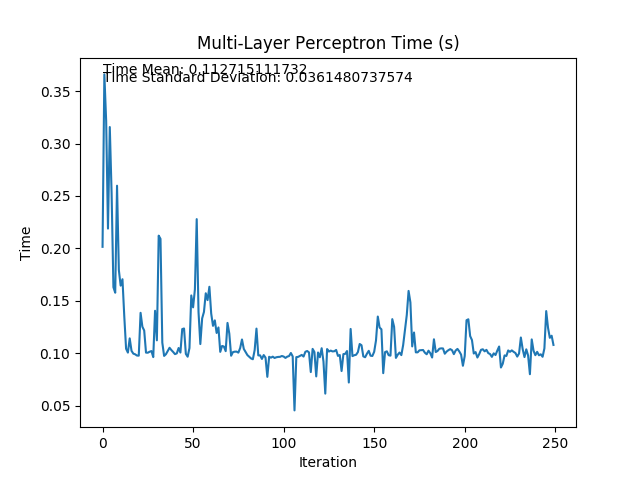 Multi-Layer Perceptron Time (s)
Time Mean: 0.112715111732
Time Standard Deviation: 0.0361480737574
0.35
0.30
0.25
0.20
0.15
0.10
0.05
Time
0
50
100
150
200
250
Iteration